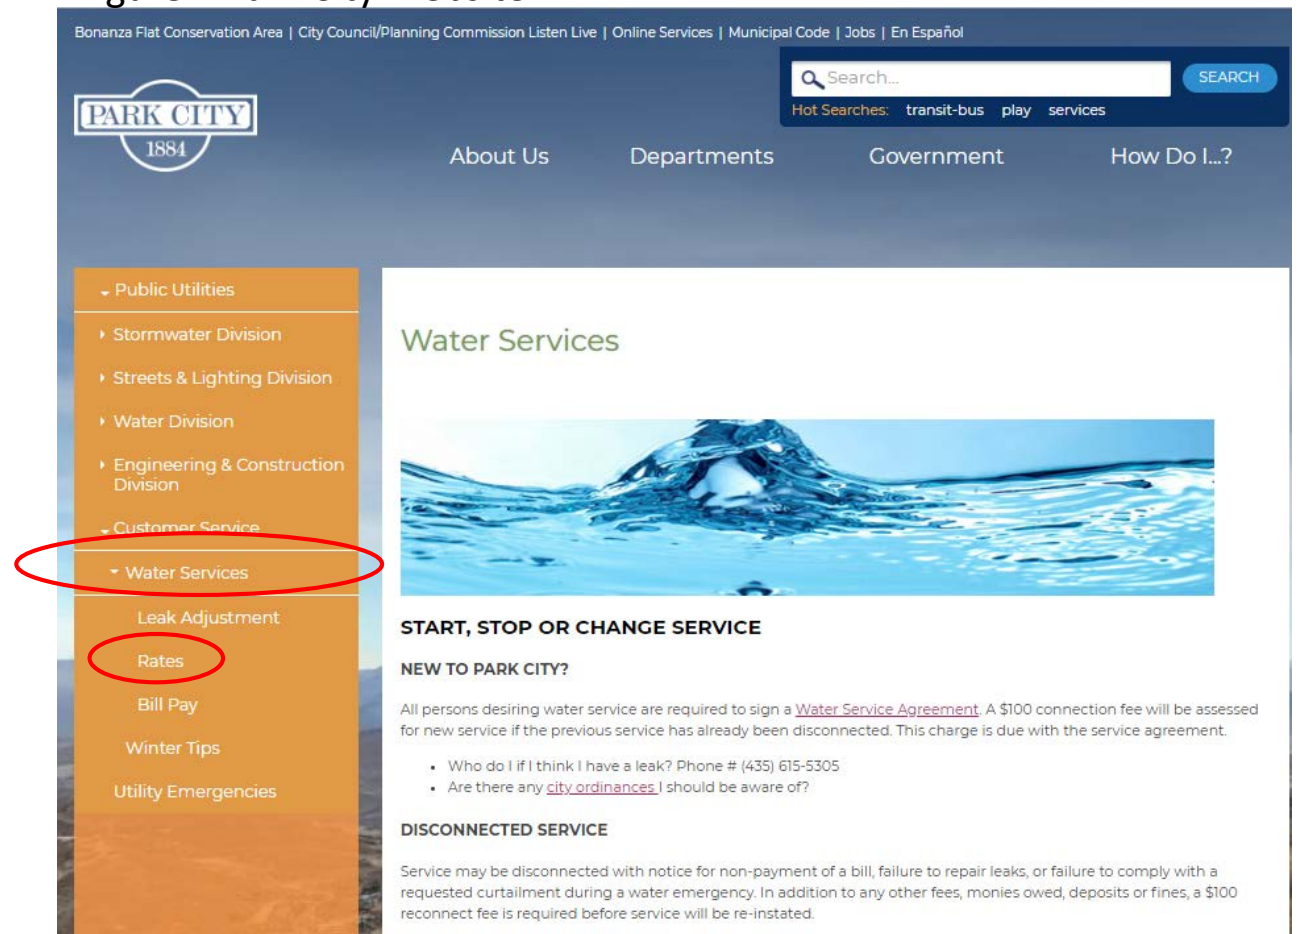 Bonanza Flat Conservation Area | City Council/Planning Commission Listen Live | Online Services | Municipal Code | Jobs | En Español
Search...
SEARCH
Hot Searches: transit-bus play services
PARK CITY
1884
About Us Departments Government How Do I...?
Public Utilities
Stormwater Division
Streets & Lighting Division
Water Division
Engineering & Construction
Division
Customer Service
Water Services
Leak Adjustment
Rates
Bill Pay
Winter Tips
Utility Emergencies
Water Services
START, STOP OR CHANGE SERVICE
NEW TO PARK CITY?
All persons desiring water service are required to sign a Water Service Agreement. A $100 connection fee will be assessed
for new service if the previous service has already been disconnected. This charge is due with the service agreement.
• Who do I if I think I have a leak? Phone # (435) 615-5305
• Are there any city ordinances I should be aware of?
DISCONNECTED SERVICE
Service may be disconnected with notice for non-payment of a bill, failure to repair leaks, or failure to comply with a
requested curtailment during a water emergency. In addition to any other fees, monies owed, deposits or fines, a $100
reconnect fee is required before service will be re-instated.